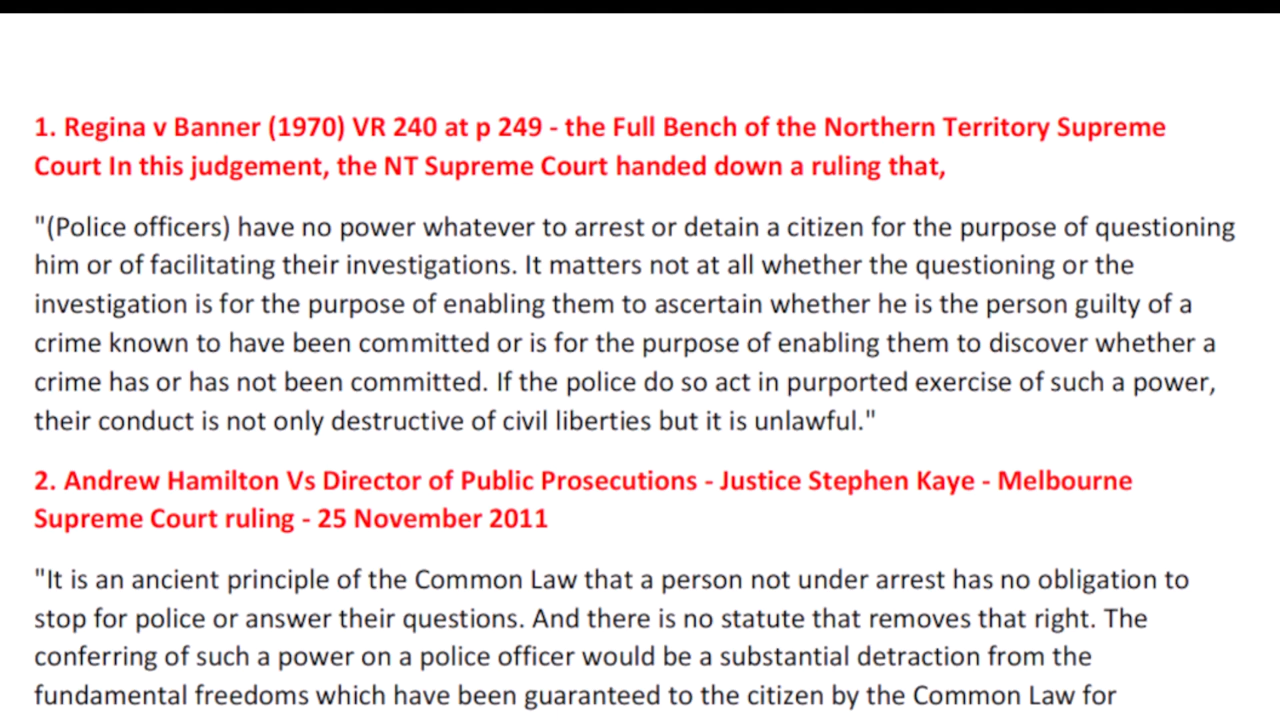 1. Regina v Banner (1970) VR 240 at p 249 - the Full Bench of the Northern Territory Supreme
Court In this judgement, the NT Supreme Court handed down a ruling that,
"(Police officers) have no power whatever to arrest or detain a citizen for the purpose of questioning
him or of facilitating their investigations. It matters not at all whether the questioning or the
investigation is for the purpose of enabling them to ascertain whether he is the person guilty of a
crime known to have been committed or is for the purpose of enabling them to discover whether a
crime has or has not been committed. If the police do so act in purported exercise of such a power,
their conduct is not only destructive of civil liberties but it is unlawful."
2. Andrew Hamilton Vs Director of Public Prosecutions - Justice Stephen Kaye - Melbourne
Supreme Court ruling - 25 November 2011
"It is an ancient principle of the Common Law that a person not under arrest has no obligation to
stop for police or answer their questions. And there is no statute that removes that right. The
conferring of such a power on a police officer would be a substantial detraction from the
fundamental freedoms which have been guaranteed to the citizen by the Common Law for